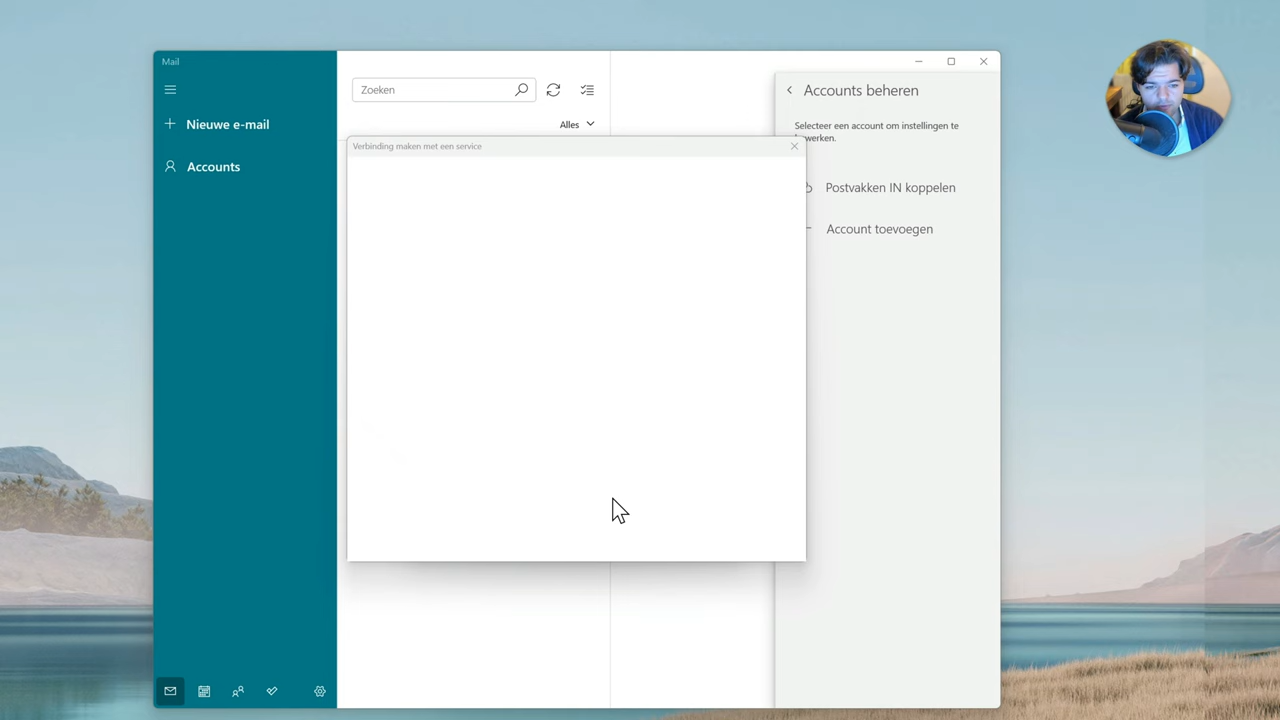 Mail
Nieuwe e-mail
Accounts
Zoeken
Alles
Verbinding maken met een service
Accounts beheren
Selecteer een account om instellingen te
werken.
Postvakken IN koppelen
Account toevoegen